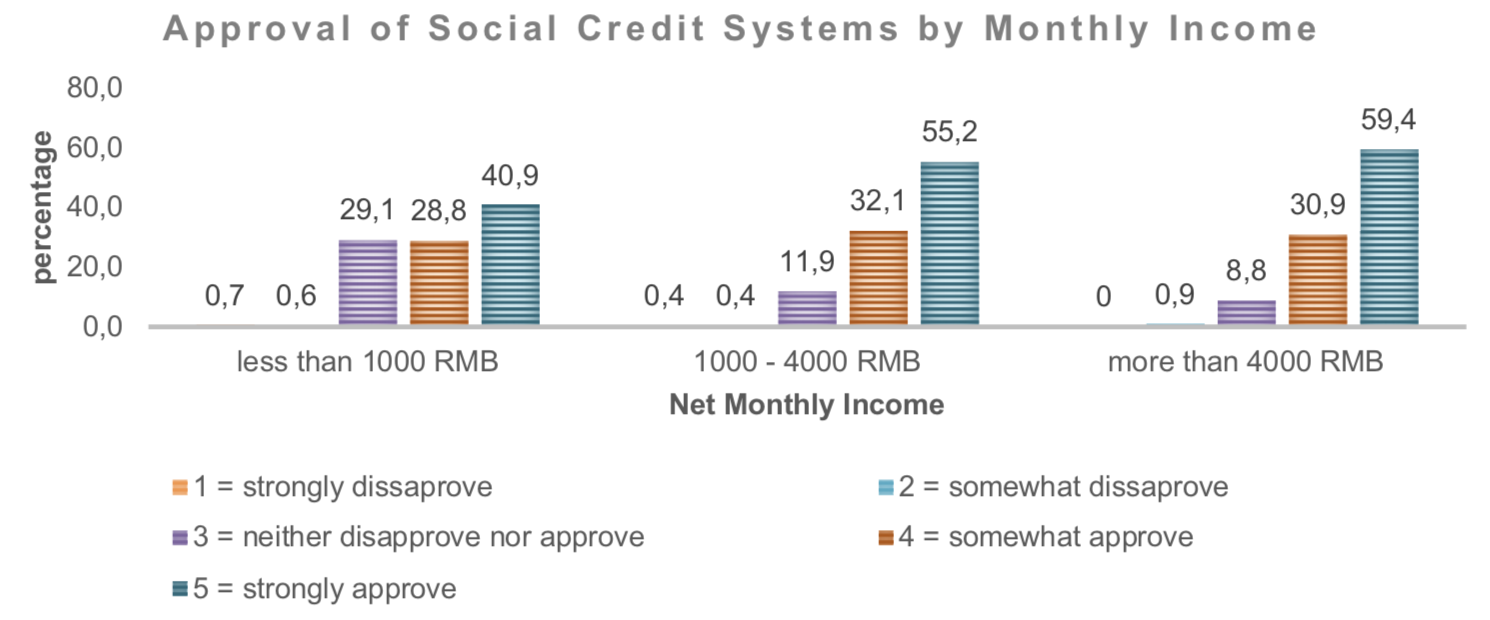 Approval of Social Credit Systems by Monthly Income
percentage
80,0
60,0
40,0
20,0
0,0
0,7 0,6 29,1 28,8 40,9
0,4 0,4 11,9 32,1 55,2
0 0,9 8,8 30,9 59,4
less than 1000 RMB 1000 - 4000 RMB more than 4000 RMB
Net Monthly Income
1 = strongly dissaprove 2 = somewhat dissaprove
3 = neither disapprove nor approve 4 = somewhat approve
5 = strongly approve